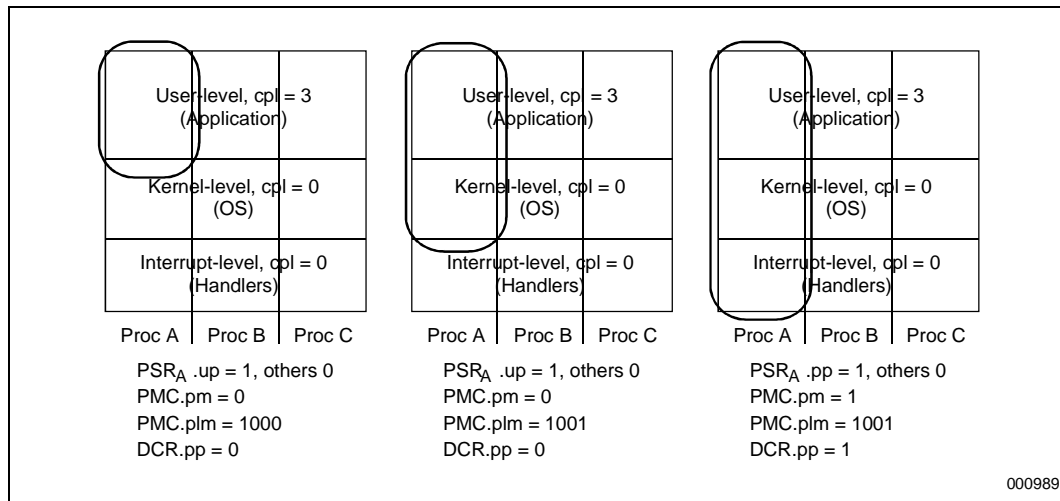 User-level, cpl = 3
(Application)
Kernel-level, cpl = 0
(OS)
Interrupt-level, cpl = 0
(Handlers)
Proc A Proc B Proc C
PSRA .up = 1, others 0
PMC.pm = 0
PMC.plm = 1000
DCR.pp = 0
User-level, cpl = 3
(Application)
Kernel-level, cpl = 0
(OS)
Interrupt-level, cpl = 0
(Handlers)
Proc A Proc B Proc C
PSRA .up = 1, others 0
PMC.pm = 0
PMC.plm = 1001
DCR.pp = 0
User-level, cpl = 3
(Application)
Kernel-level, cpl = 0
(OS)
Interrupt-level, cpl = 0
(Handlers)
Proc A Proc B Proc C
PSRA .pp = 1, others 0
PMC.pm = 1
PMC.plm = 1001
DCR.pp = 1
000989